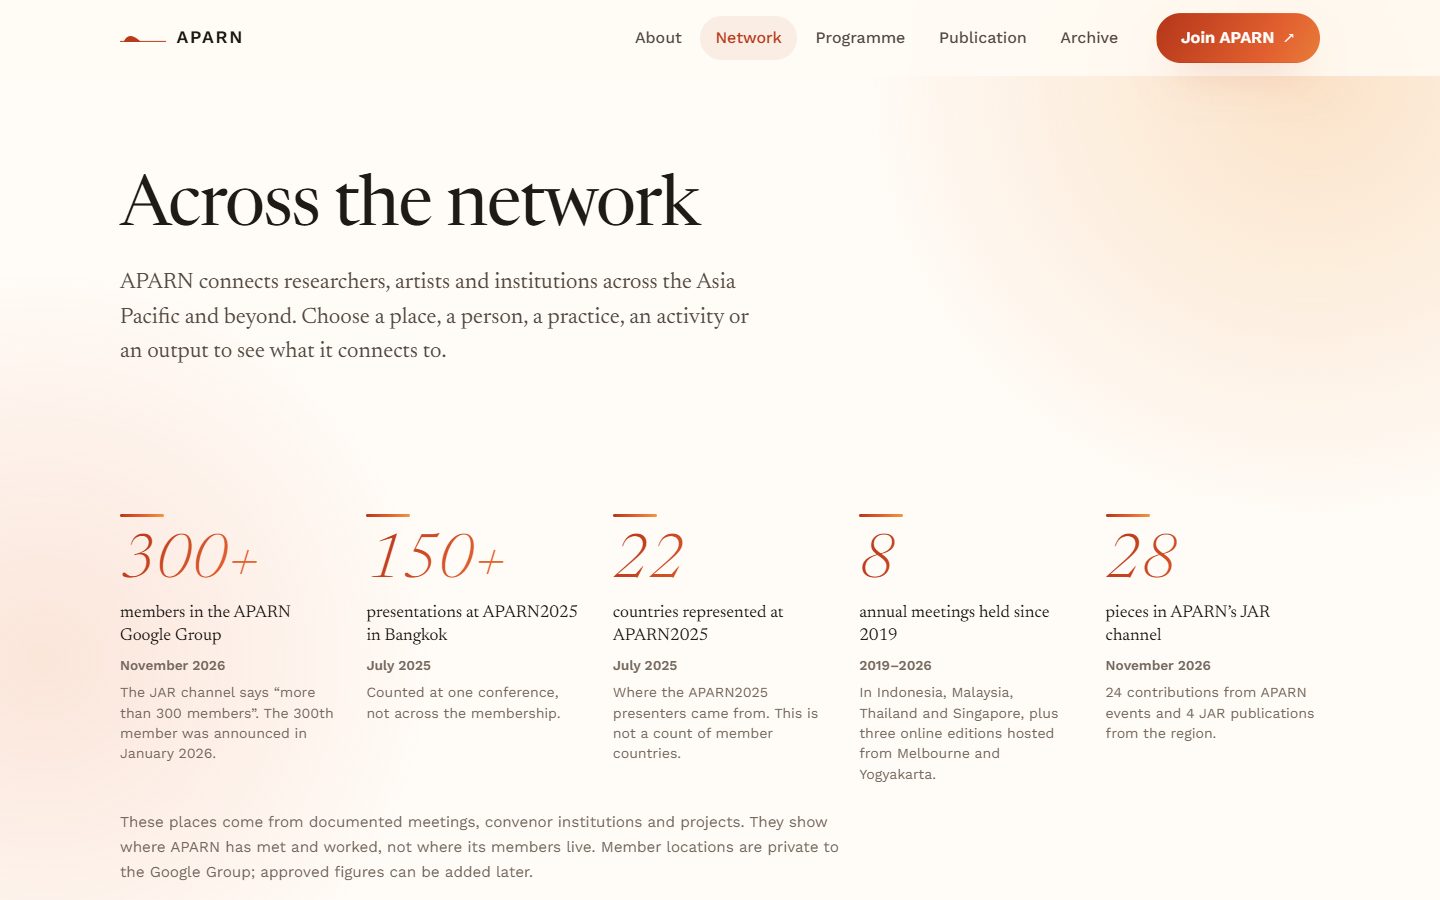 APARN
About
Network
Programme
Publication
Archive
Join APARN ↗
Across the network
APARN connects researchers, artists and institutions across the Asia
Pacific and beyond. Choose a place, a person, a practice, an activity or
an output to see what it connects to.
300+
members in the APARN
Google Group
November 2026
The JAR channel says “more
than 300 members”. The 300th
member was announced in
January 2026.
150+
presentations at APARN2025
in Bangkok
July 2025
Counted at one conference,
not across the membership.
22
countries represented at
APARN2025
July 2025
Where the APARN2025
presenters came from. This is
not a count of member
countries.
8
annual meetings held since
2019
2019–2026
In Indonesia, Malaysia,
Thailand and Singapore, plus
three online editions hosted
from Melbourne and
Yogyakarta.
28
pieces in APARN’s JAR
channel
November 2026
24 contributions from APARN
events and 4 JAR publications
from the region.
These places come from documented meetings, convenor institutions and projects. They show
where APARN has met and worked, not where its members live. Member locations are private to
the Google Group; approved figures can be added later.